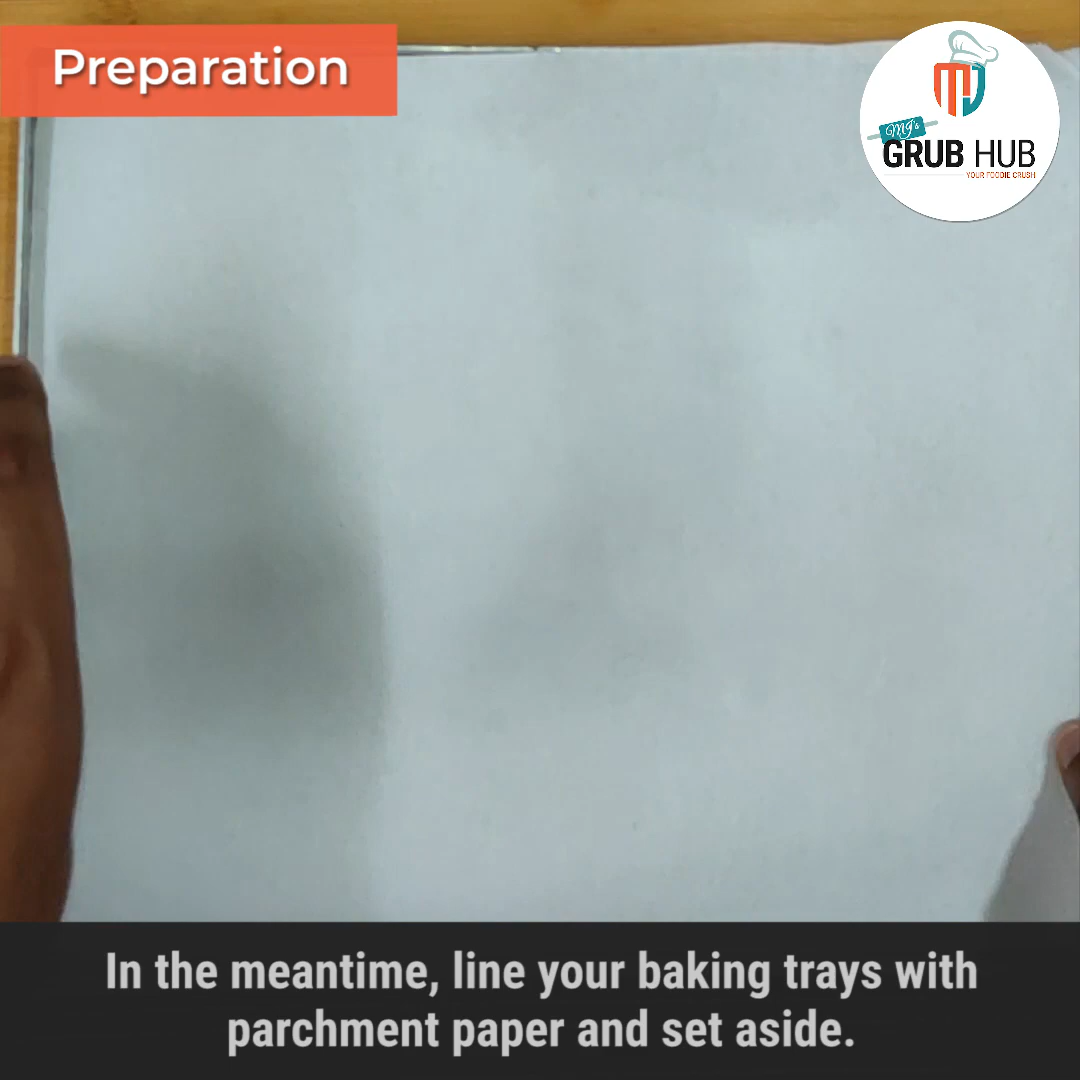 Preparation
MJ
MJ's
GRUB HUB
YOUR FOODIE CRUSH
In the meantime, line your baking trays with
parchment paper and set aside.